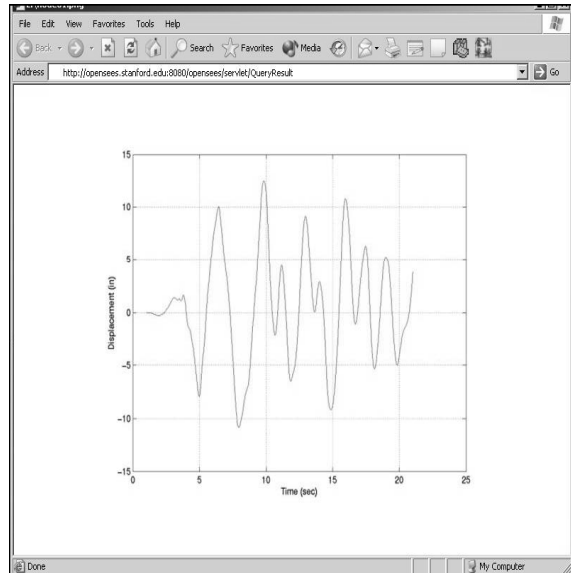 File Edit View Favorites Tools Help
Back Search Favorites Media
Address http://opensees.stanford.edu:8080/opensees/servlet/QueryResult Go
15
10
5
0
-5
-10
-15
Displacement (in)
0 5 10 15 20 25
Time (sec)
Done My Computer